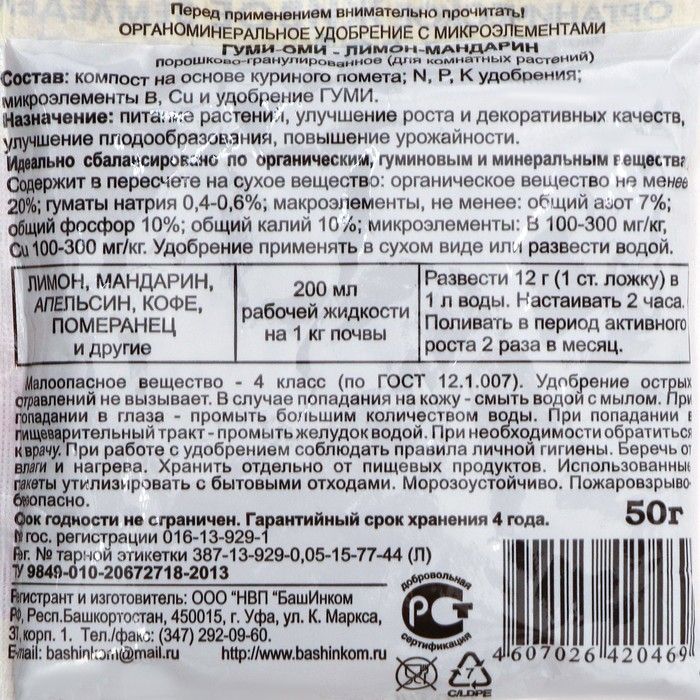 Перед применением внимательно прочитать!
ОРГАНОМИНЕРАЛЬНОЕ УДОБРЕНИЕ С МИКРОЭЛЕМЕНТАМИ
ГУМИ-ОМИ - ЛИМОН-МАНДАРИН
порошково-гранулированное (для комнатных растений)
Состав: компост на основе куриного помета; N, P, K удобрения;
микроэлементы B, Cu и удобрение ГУМИ.
Назначение: питание растений, улучшение роста и декоративных качеств,
улучшение плодообразования, повышение урожайности.
Идеально сбалансировано по органическим, гуминовым и минеральным веществам
Содержит в пересчете на сухое вещество: органическое вещество не менее
20%; гуматы натрия 0,4-0,6%; макроэлементы, не менее: общий азот 7%;
общий фосфор 10%; общий калий 10%; микроэлементы: Б 100-300 мг/кг,
Cu 100-300 мг/кг. Удобрение применять в сухом виде или развести водой.
ЛИМОН, МАНДАРИН,
АПЕЛЬСИН, КОФЕ,
ПОМЕРАНЕЦ
и другие
200 мл
рабочей жидкости
на 1 кг почвы
Развести 12 г (1 ст. ложку) в
1 л воды. Настаивать 2 часа.
Поливать в период активного
роста 2 раза в месяц.
Малоопасное вещество - 4 класс (по ГОСТ 12.1.007). Удобрение острых
отравлений не вызывает. В случае попадания на кожу - смыть водой с мылом. При
попадании в глаза - промыть большим количеством воды. При попадании в
пищеварительный тракт - промыть желудок водой. При необходимости обратиться
к врачу. При работе с удобрением соблюдать правила личной гигиены. Беречь от
влаги и нагрева. Хранить отдельно от пищевых продуктов. Использованные
пакеты утилизировать с бытовыми отходами. Морозоустойчиво. Пожаровзрыво-
безопасно.
Срок годности не ограничен. Гарантийный срок хранения 4 года.
50г
№ гос. регистрации 016-13-929-1
Рег. № тарной этикетки 387-13-929-0,05-15-77-44 (Л)
ТУ 9849-010-20672718-2013
Регистрант и изготовитель: ООО "НВП "БашИнком"
РФ, Респ.Башкортостан, 450015, г. Уфа, ул. К. Маркса,
37,корп. 1. Тел./факс: (347) 292-09-60.
E-mail: bashinkom@mail.ru http://www.bashinkom.ru
добровольная
РСТ
сертификация
7
C/LDPE
4 607026 420469